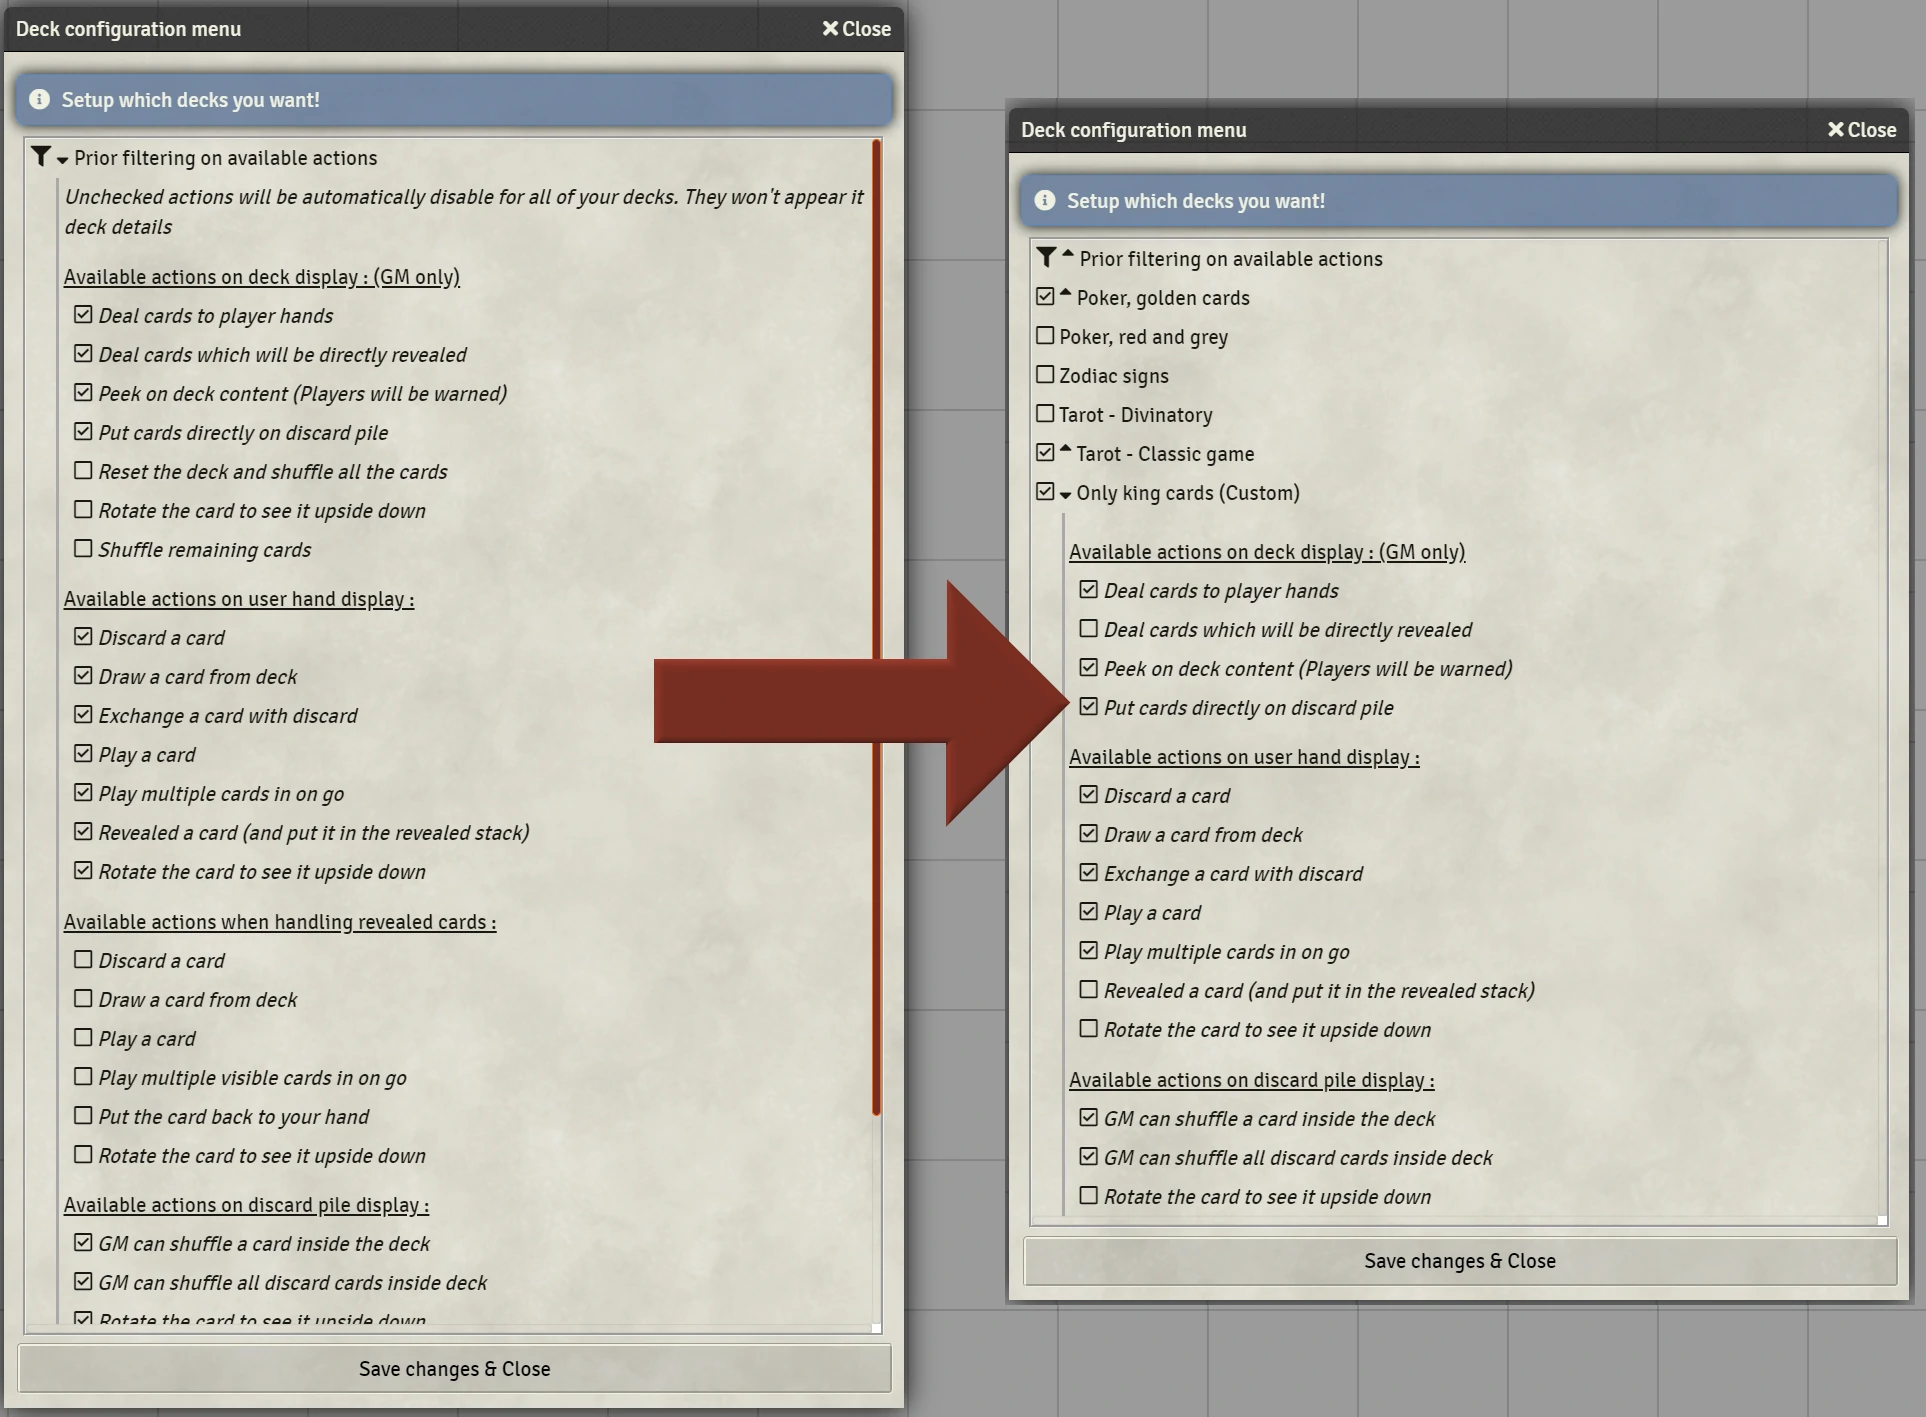 Deck configuration menu
Close
Setup which decks you want!
Prior filtering on available actions
Unchecked actions will be automatically disable for all of your decks. They won't appear it
deck details
Available actions on deck display : (GM only)
Deal cards to player hands
Deal cards which will be directly revealed
Peek on deck content (Players will be warned)
Put cards directly on discard pile
Reset the deck and shuffle all the cards
Rotate the card to see it upside down
Shuffle remaining cards
Available actions on user hand display :
Discard a card
Draw a card from deck
Exchange a card with discard
Play a card
Play multiple cards in on go
Revealed a card (and put it in the revealed stack)
Rotate the card to see it upside down
Available actions when handling revealed cards :
Discard a card
Draw a card from deck
Play a card
Play multiple visible cards in on go
Put the card back to your hand
Rotate the card to see it upside down
Available actions on discard pile display :
GM can shuffle a card inside the deck
GM can shuffle all discard cards inside deck
Rotate the card to see it upside down
Save changes & Close
Deck configuration menu
Close
Setup which decks you want!
Prior filtering on available actions
Poker, golden cards
Poker, red and grey
Zodiac signs
Tarot - Divinatory
Tarot - Classic game
Only king cards (Custom)
Available actions on deck display : (GM only)
Deal cards to player hands
Deal cards which will be directly revealed
Peek on deck content (Players will be warned)
Put cards directly on discard pile
Available actions on user hand display :
Discard a card
Draw a card from deck
Exchange a card with discard
Play a card
Play multiple cards in on go
Revealed a card (and put it in the revealed stack)
Rotate the card to see it upside down
Available actions on discard pile display :
GM can shuffle a card inside the deck
GM can shuffle all discard cards inside deck
Rotate the card to see it upside down
Save changes & Close